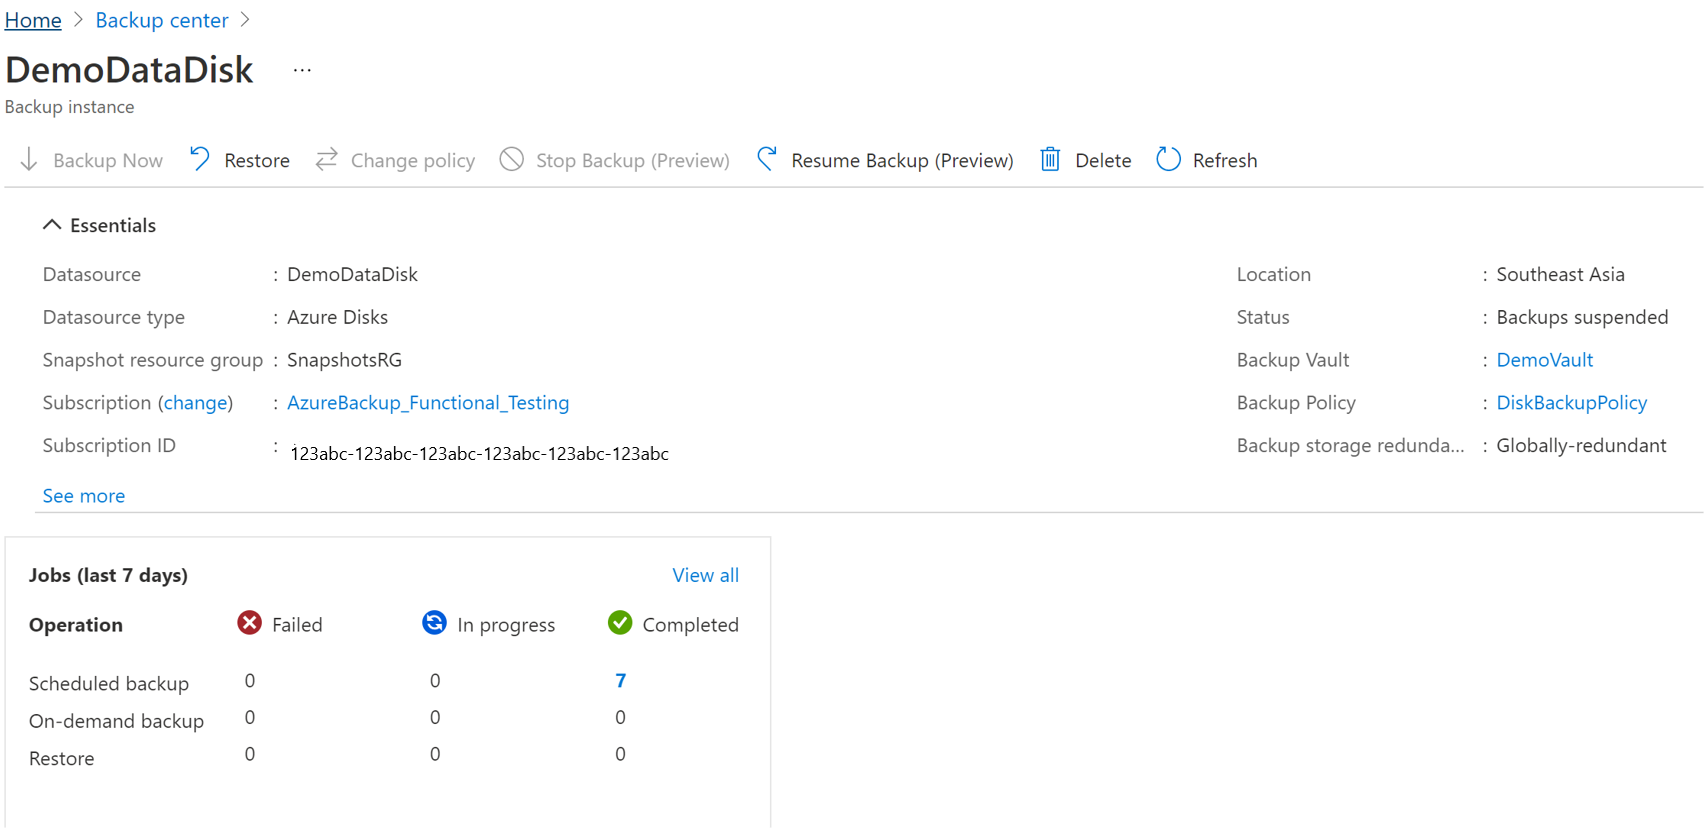 Home > Backup center >
DemoDataDisk ...
Backup instance
Backup Now Restore Change policy Stop Backup (Preview) Resume Backup (Preview) Delete Refresh
Essentials
Datasource : DemoDataDisk
Datasource type : Azure Disks
Snapshot resource group : SnapshotsRG
Subscription (change) : AzureBackup_Functional_Testing
Subscription ID : 123abc-123abc-123abc-123abc-123abc-123abc
See more
Location : Southeast Asia
Status : Backups suspended
Backup Vault : DemoVault
Backup Policy : DiskBackupPolicy
Backup storage redunda... : Globally-redundant
Jobs (last 7 days) View all
Operation Failed In progress Completed
Scheduled backup 0 0 7
On-demand backup 0 0 0
Restore 0 0 0